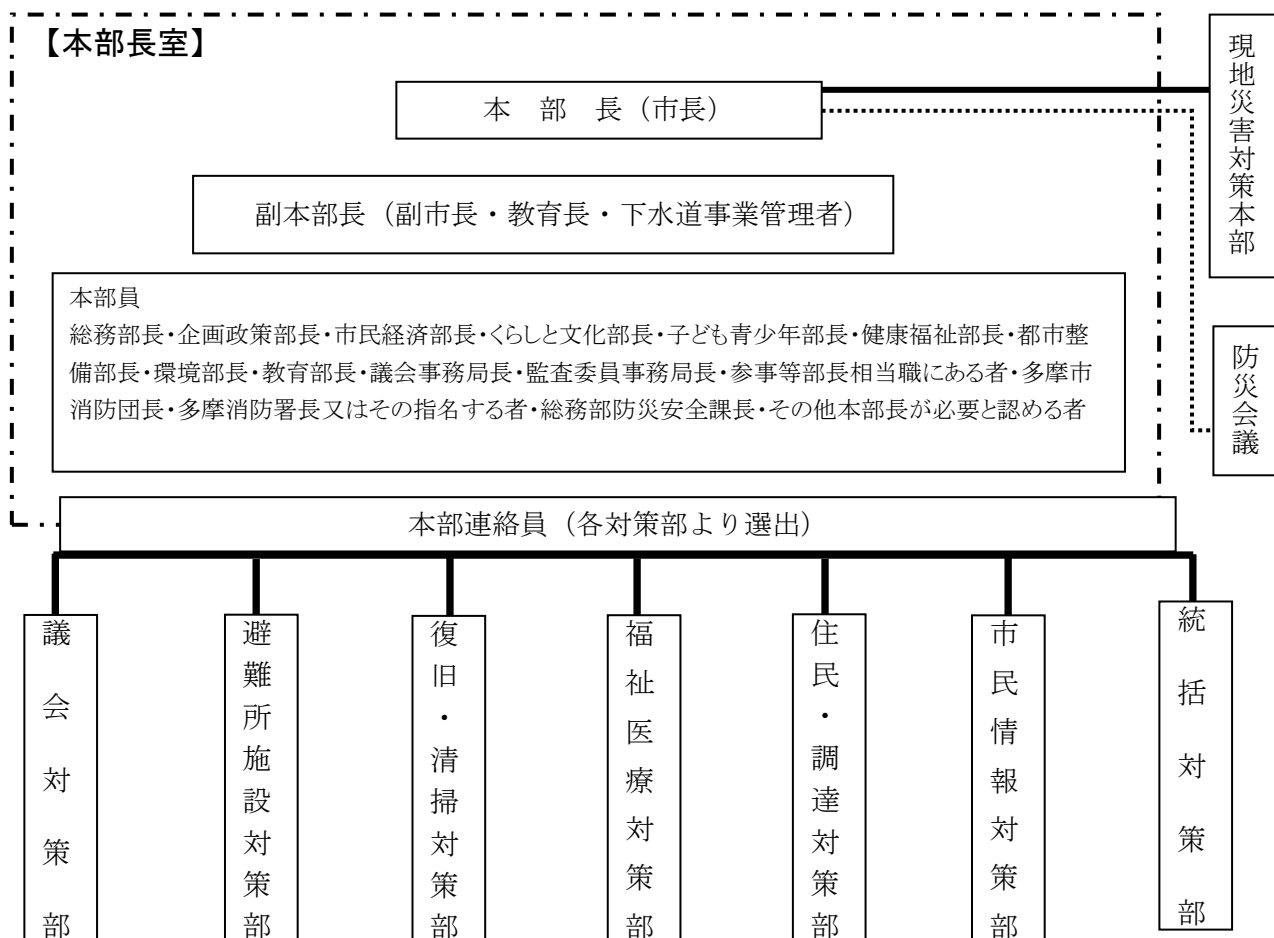 【本部長室】
本　部　長（市長）
副本部長（副市長・教育長・下水道事業管理者）
本部員
総務部長・企画政策部長・市民経済部長・くらしと文化部長・子ども青少年部長・健康福祉部長・都市整
備部長・環境部長・教育部長・議会事務局長・監査委員事務局長・参事等部長相当職にある者・多摩市
消防団長・多摩消防署長又はその指名する者・総務部防災安全課長・その他本部長が必要と認める者
現地災害対策本部
防災会議
本部連絡員（各対策部より選出）
統括対策部
市民情報対策部
住民・調達対策部
福祉医療対策部
復旧・清掃対策部
避難所施設対策部
議会対策部